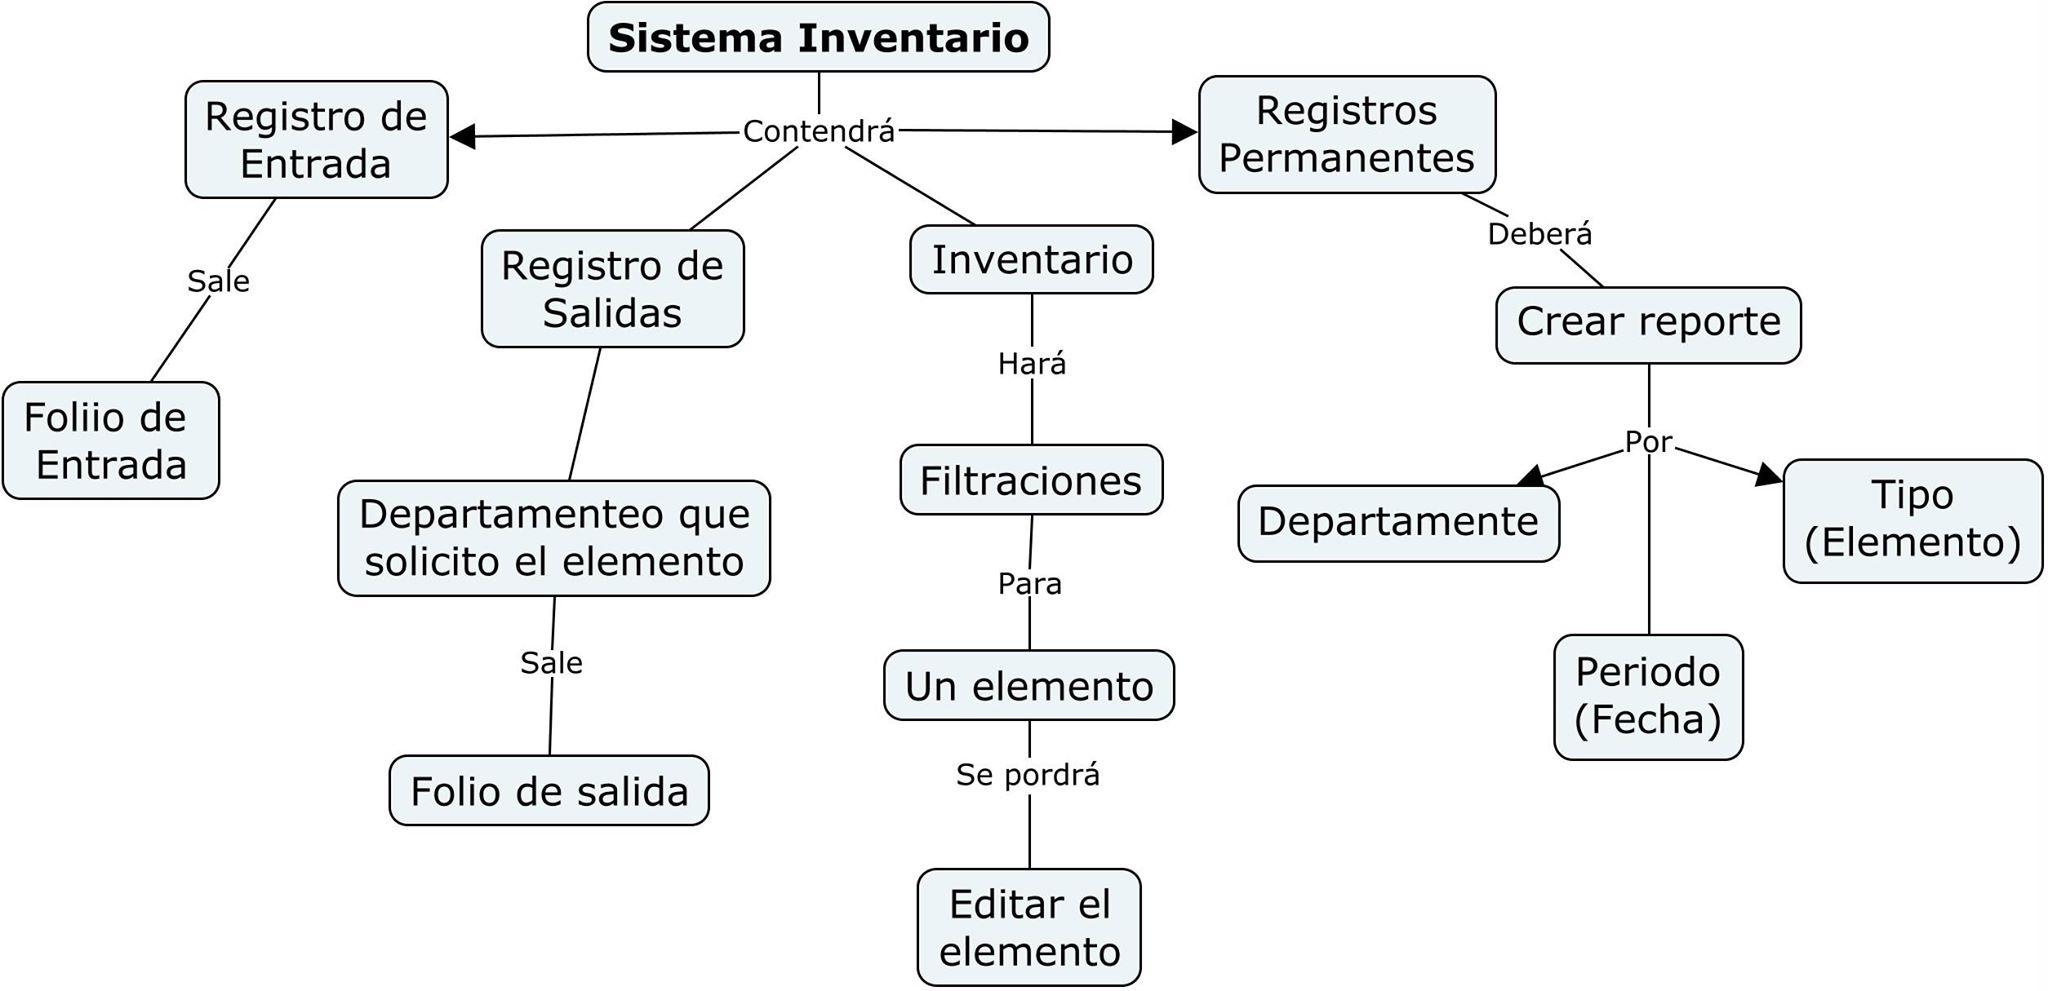 Sistema Inventario
Contendrá
Registro de
Entrada
Sale
Foliio de
Entrada
Registro de
Salidas
Departamenteo que
solicito el elemento
Sale
Folio de salida
Inventario
Hará
Filtraciones
Para
Un elemento
Se pordrá
Editar el
elemento
Registros
Permanentes
Deberá
Crear reporte
Por
Departamente
Periodo
(Fecha)
Tipo
(Elemento)